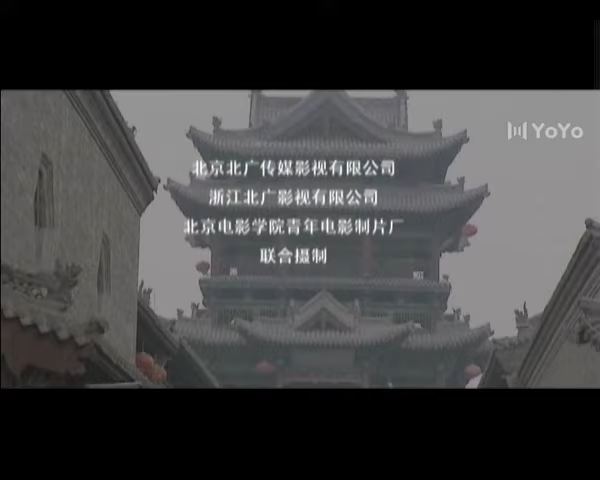 YoYo
北京北广传媒影视有限公司
浙江北广影视有限公司
北京电影学院青年电影制片厂
联合摄制